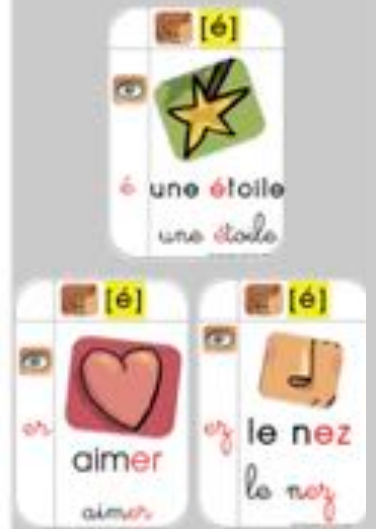 [é]
é une étoile
une étoile
[é]
er
aimer
aimer
[é]
ez le nez
le nez